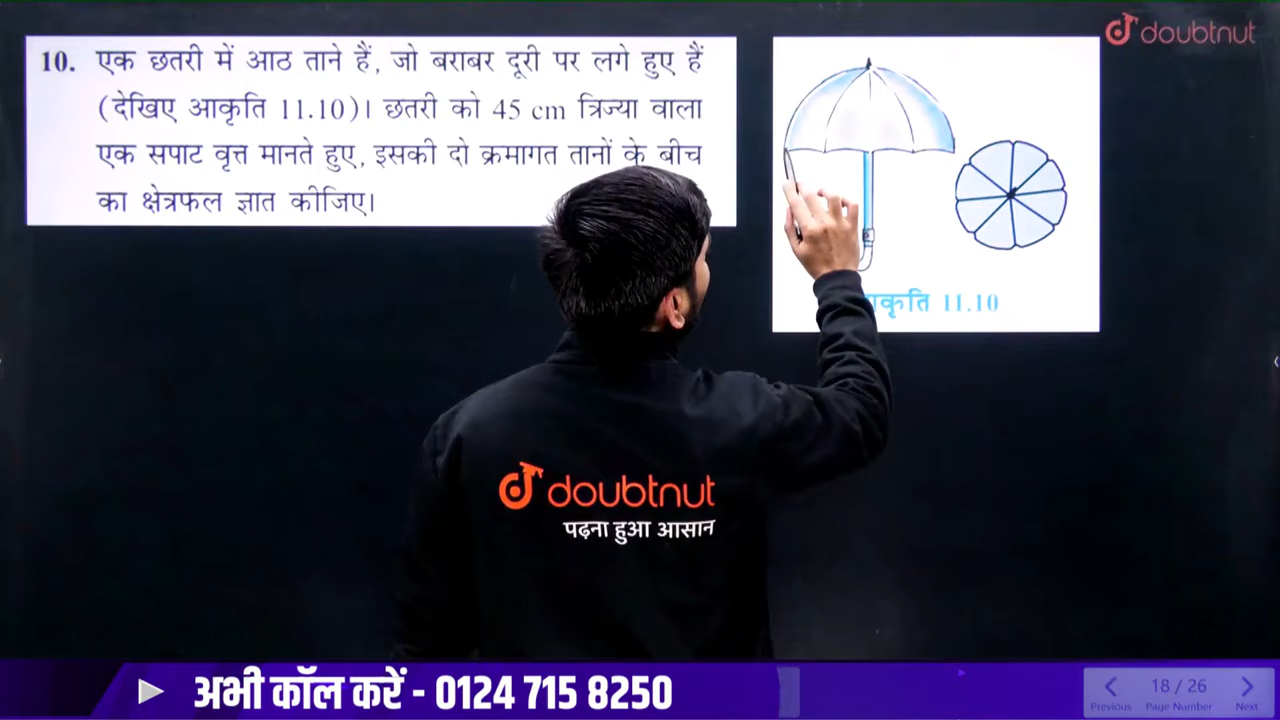 doubtnut
10. एक छतरी में आठ ताने हैं, जो बराबर दूरी पर लगे हुए हैं
(देखिए आकृति 11.10)। छतरी को 45 cm त्रिज्या वाला
एक सपाट वृत्त मानते हुए, इसकी दो क्रमागत तानों के बीच
का क्षेत्रफल ज्ञात कीजिए।
11.10
doubtnut
पढ़ना हुआ आसान
अभी कॉल करें - 0124 715 8250
18 / 26
Previous Page Number Next